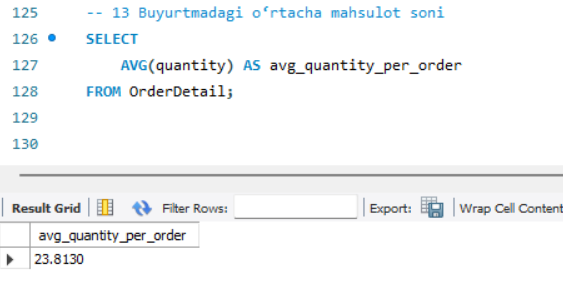 125 -- 13 Buyurtmadagi o‘rtacha mahsulot soni
126 SELECT
127 AVG(quantity) AS avg_quantity_per_order
128 FROM OrderDetail;
129
130
Result Grid Filter Rows: Export: Wrap Cell Content
avg_quantity_per_order
23.8130